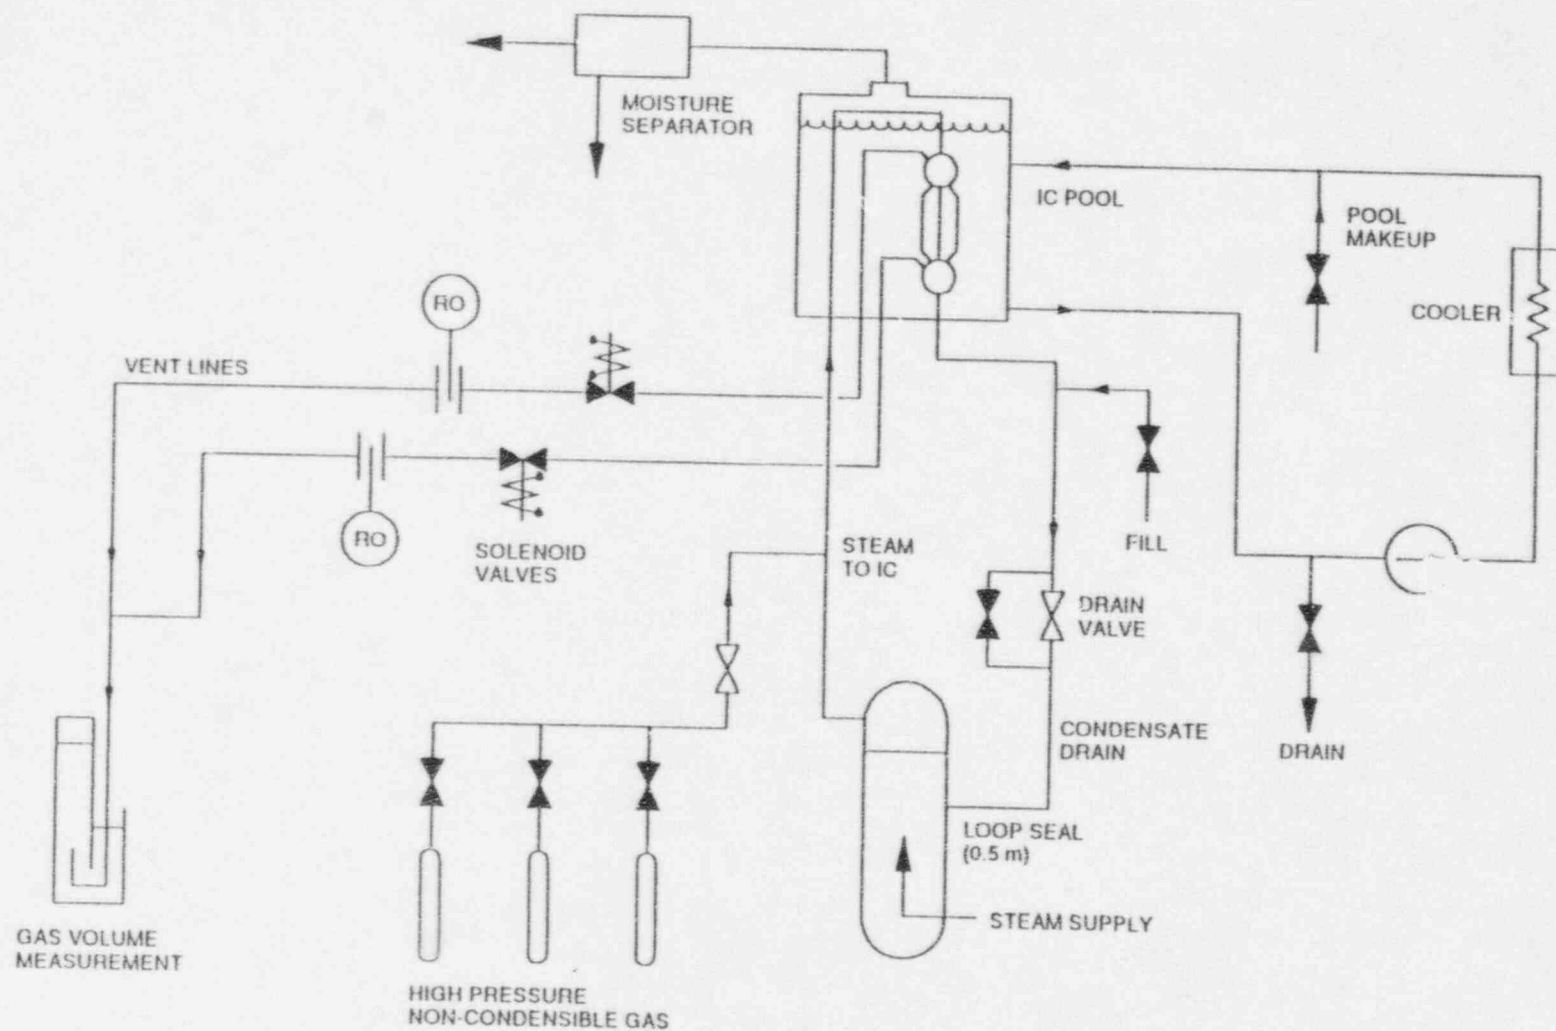 MOISTURE
SEPARATOR
IC POOL
POOL
MAKEUP
COOLER
RO
VENT LINES
RO
SOLENOID
VALVES
STEAM
TO IC
FILL
DRAIN
VALVE
CONDENSATE
DRAIN
DRAIN
LOOP SEAL
(0.5 m)
STEAM SUPPLY
GAS VOLUME
MEASUREMENT
HIGH PRESSURE
NON-CONDENSIBLE GAS